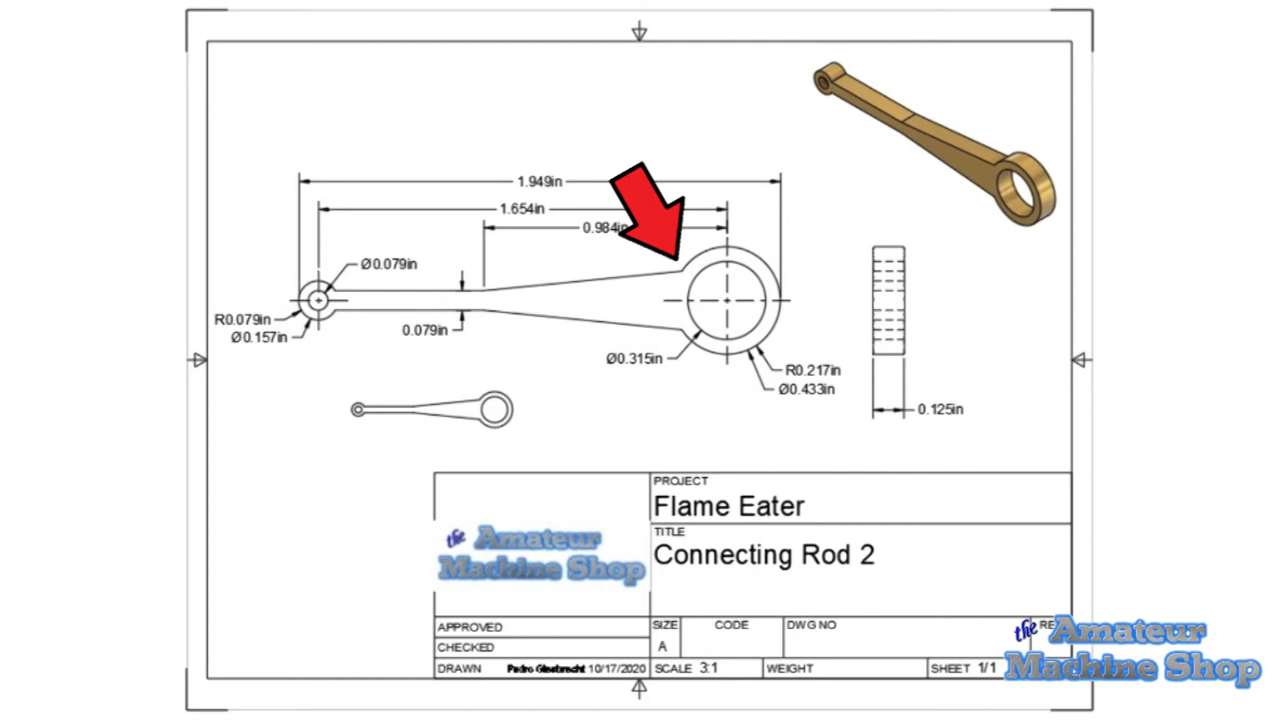 1.949in
1.654in
0.984in
Ø0.079in
R0.079in
Ø0.157in
0.079in
Ø0.315in
R0.217in
Ø0.433in
0.125in
PROJECT
Flame Eater
TITLE
Connecting Rod 2
the Amateur
Machine Shop
APPROVED
CHECKED
DRAWN Pedro Giesbrecht 10/17/2020
SIZE
A
CODE
DWG NO
SCALE 3:1
WEIGHT
SHEET 1/1
the Amateur
Machine Shop